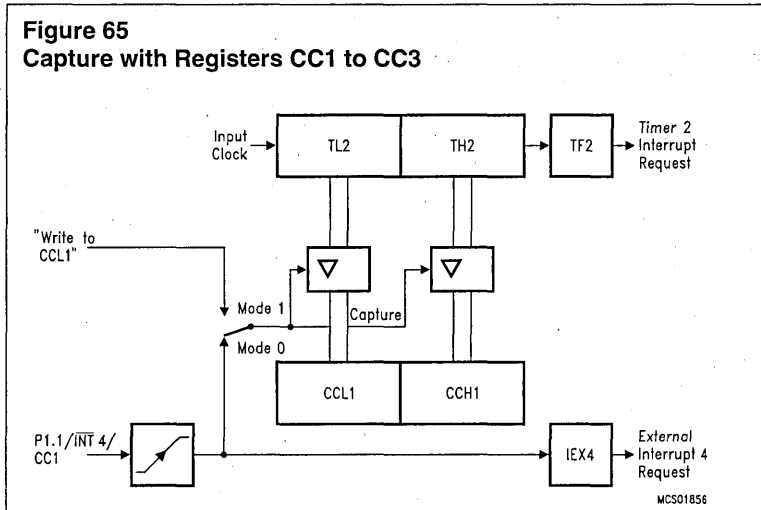 Figure 65
Capture with Registers CC1 to CC3
Input
Clock
TL2
TH2
TF2
Timer 2
Interrupt
Request
"Write to
CCL1"
Mode 1
Capture
Mode 0
CCL1
CCH1
P1.1/INT 4/
CC1
IEX4
External
Interrupt 4
Request
MCS01856